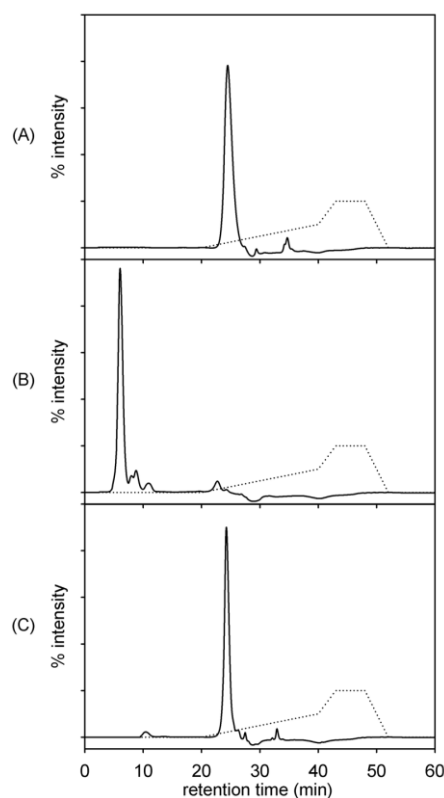 (A)
% intensity
(B)
% intensity
(C)
% intensity
0 10 20 30 40 50 60
retention time (min)